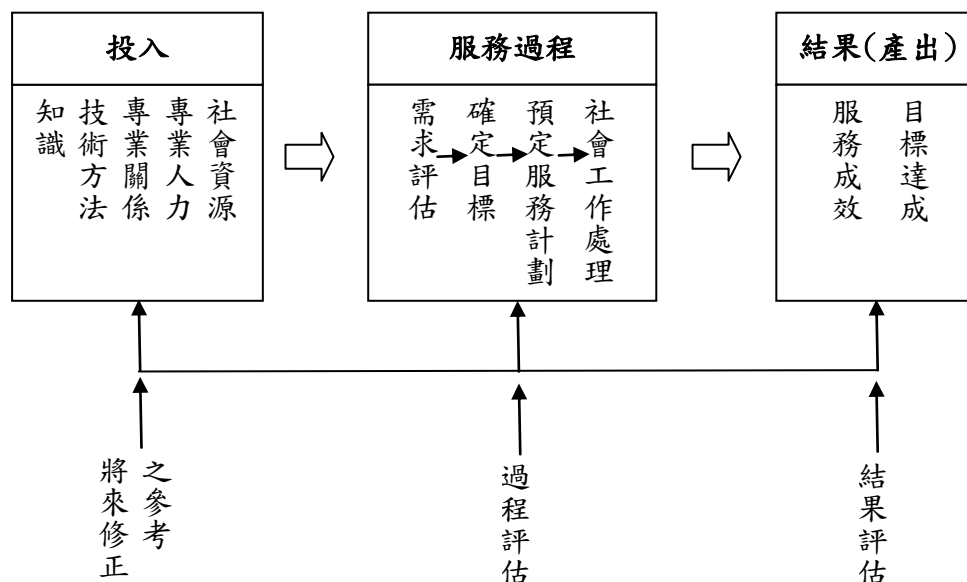 投入
知識
技術方法
專業關係
專業人力
社會資源
服務過程
需求評估
確定目標
預定服務計劃
社會工作處理
結果(產出)
服務成效
目標達成
將來修正
之參考
過程評估
結果評估